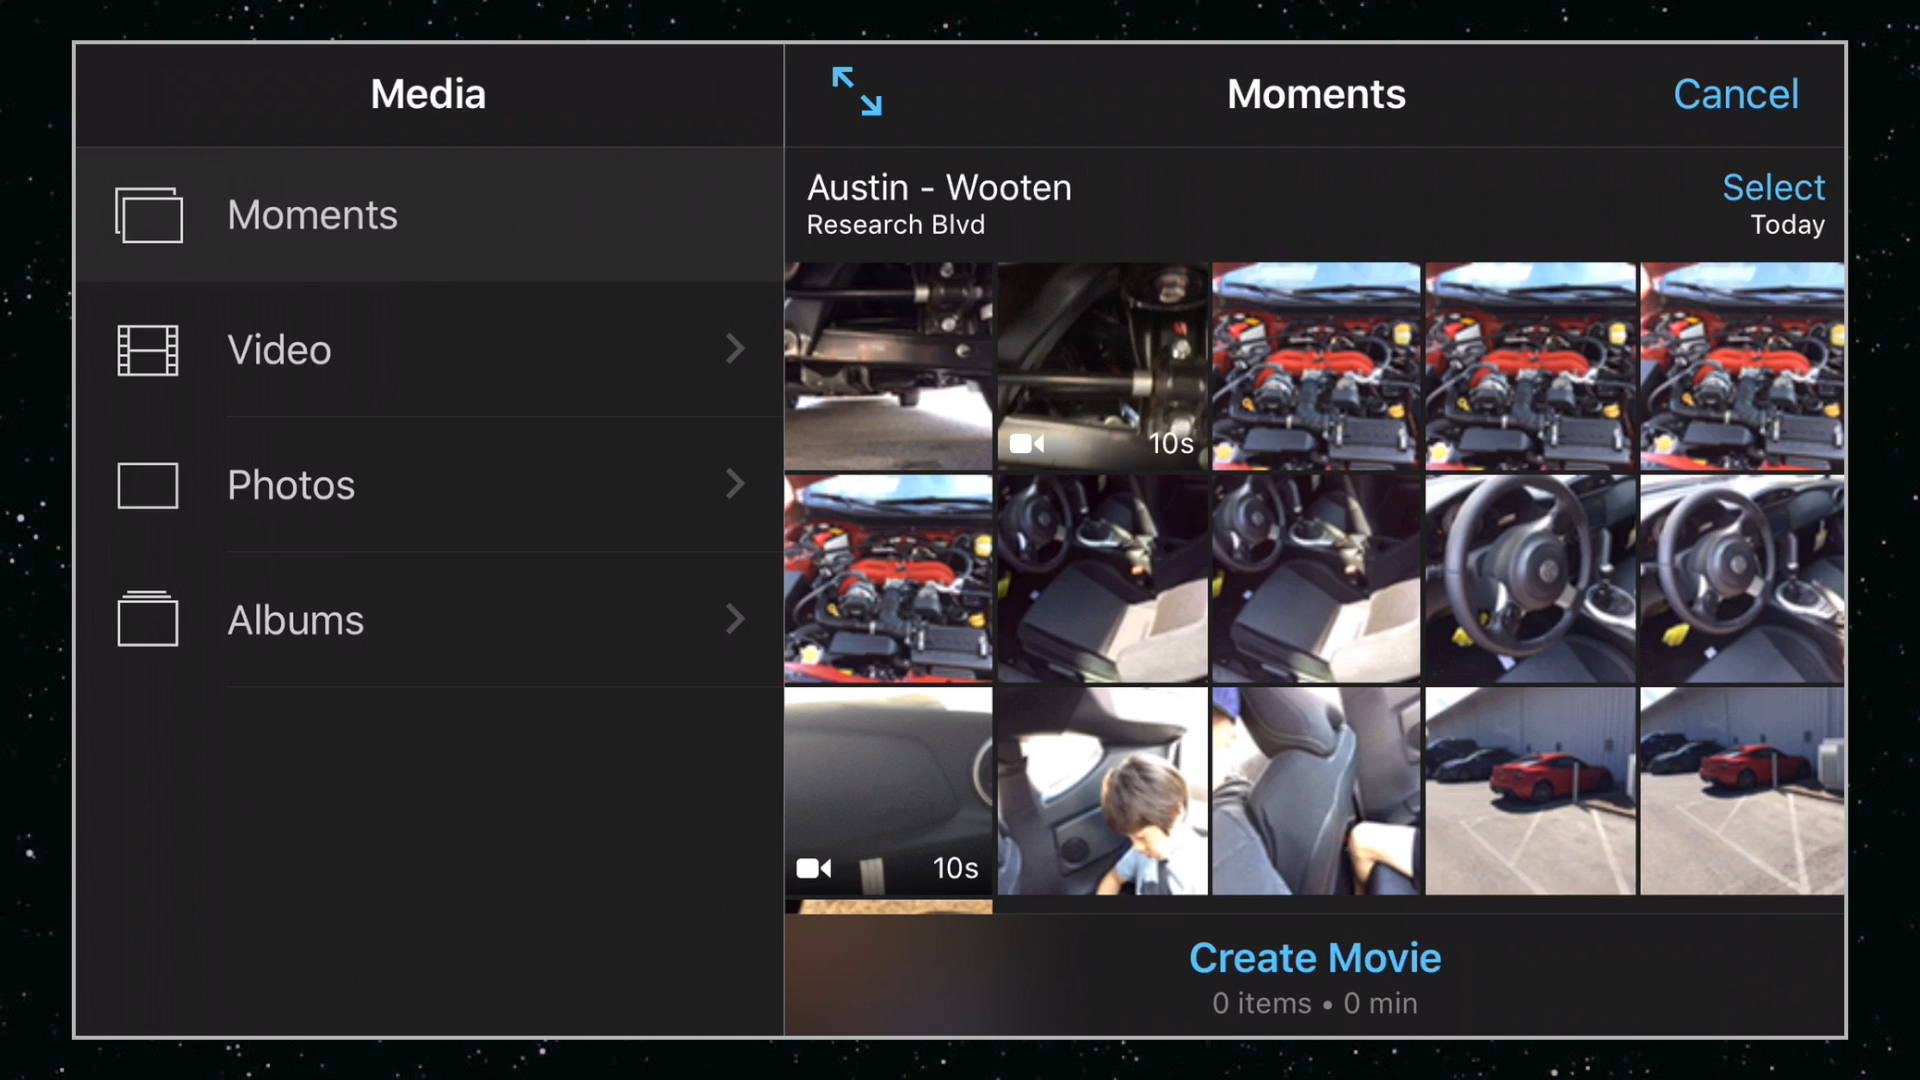 Media
Moments
Video
Photos
Albums
Moments
Cancel
Austin - Wooten
Select
Research Blvd
Today
10s
10s
Create Movie
0 items • 0 min